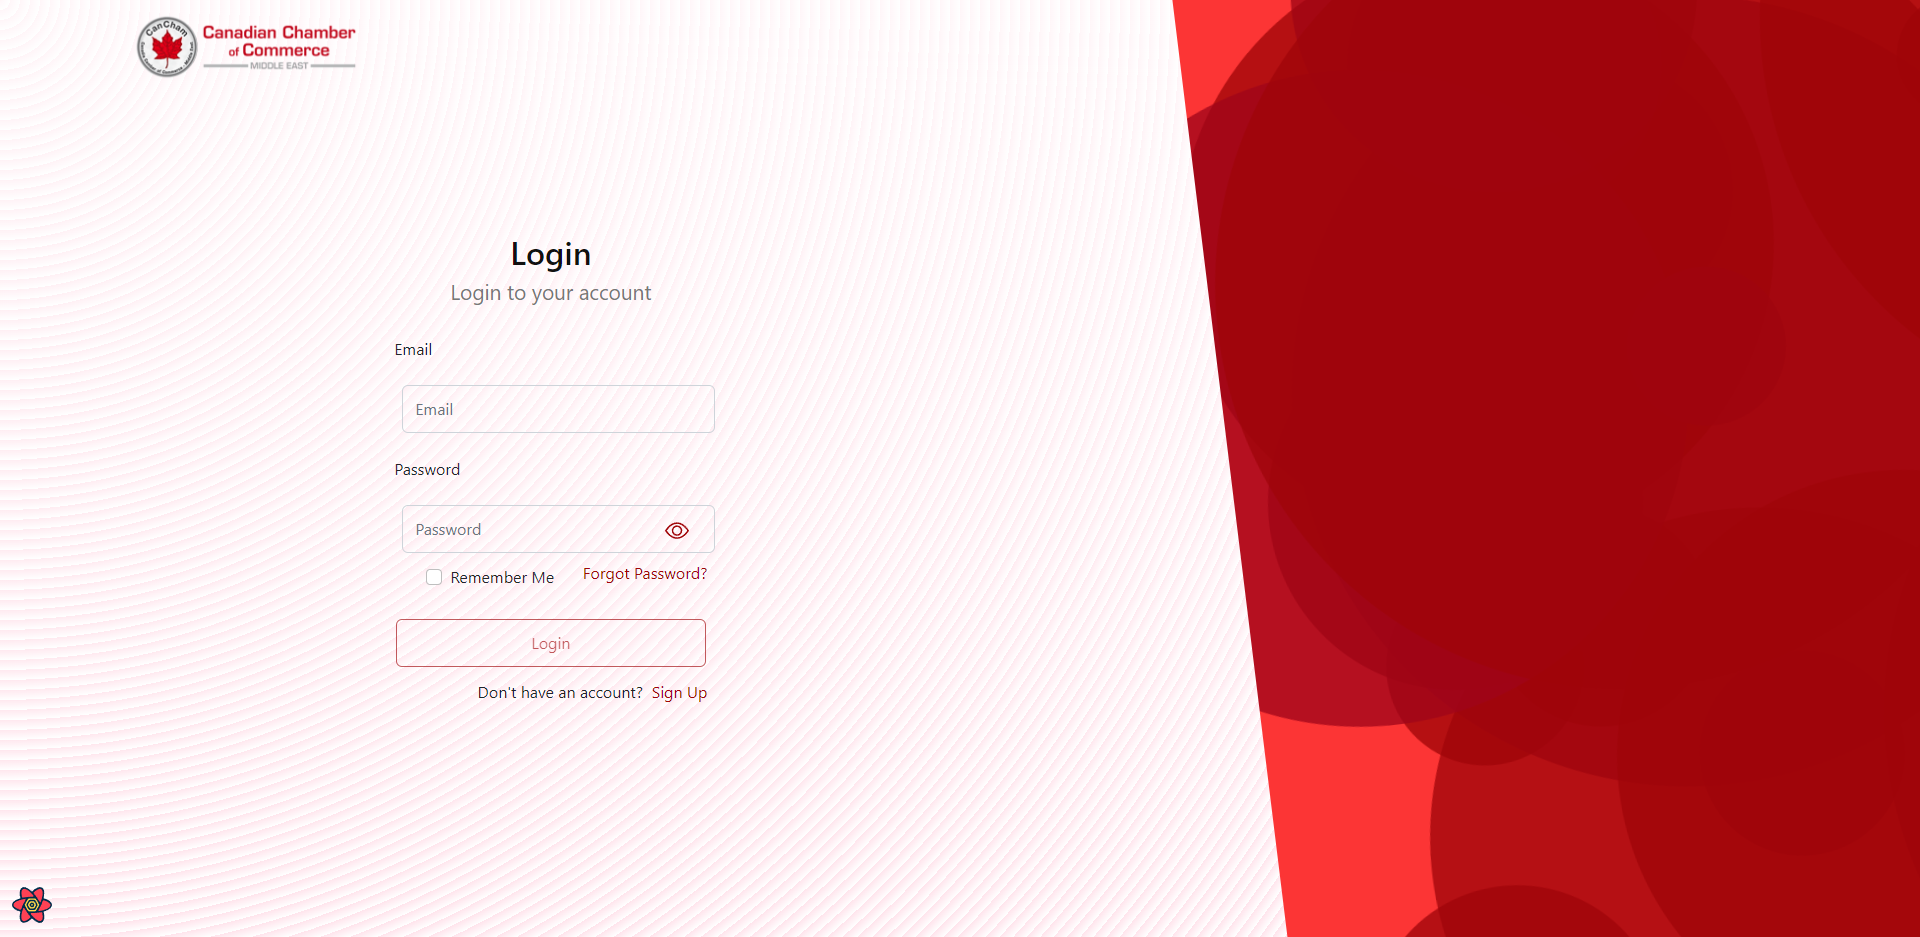 CanCham
Canadian Chamber
of Commerce
MIDDLE EAST
Login
Login to your account
Email
Email
Password
Password
Remember Me
Forgot Password?
Login
Don't have an account? Sign Up